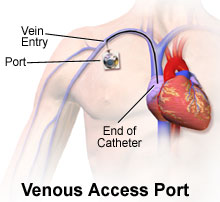 Vein
Entry
Port
End of
Catheter
Venous Access Port